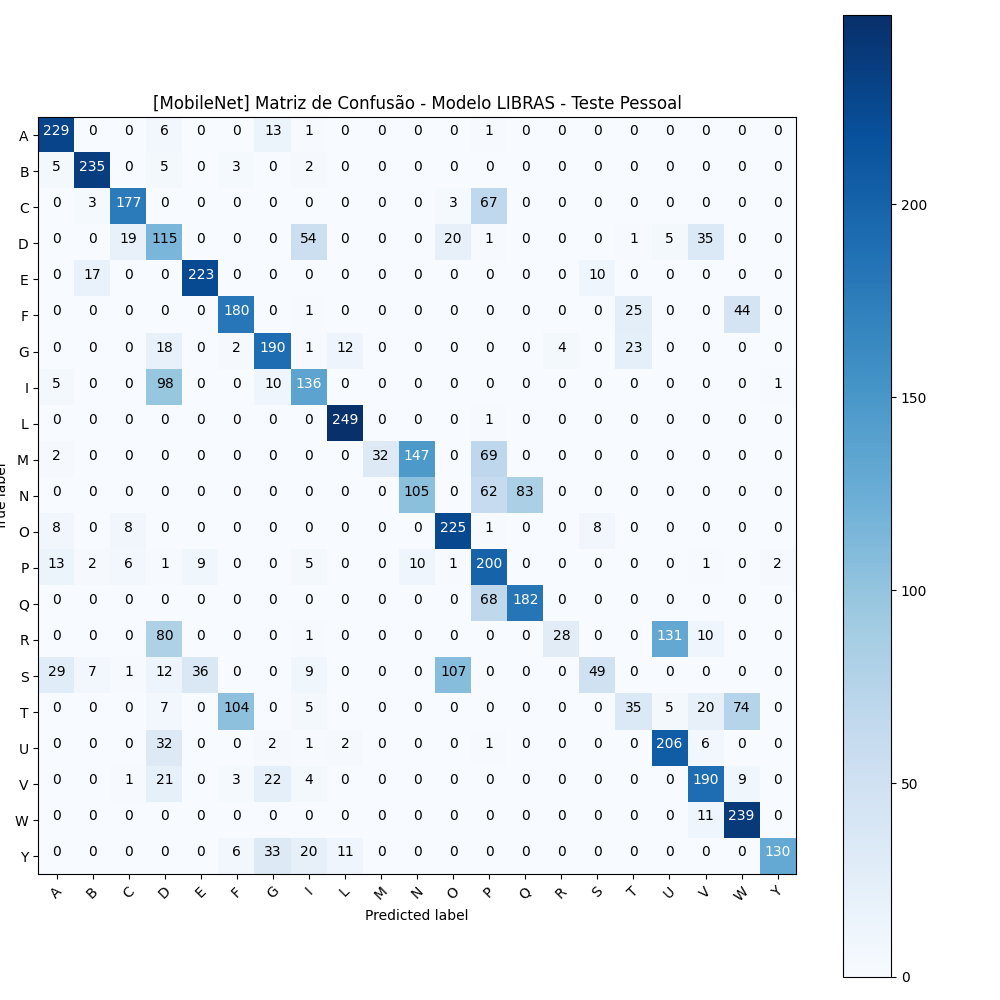 [MobileNet] Matriz de Confusão - Modelo LIBRAS - Teste Pessoal
A 229 0 0 6 0 0 13 1 0 0 0 0 1 0 0 0 0 0 0 0 0
B 5 235 0 5 0 3 0 2 0 0 0 0 0 0 0 0 0 0 0 0 0
C 0 3 177 0 0 0 0 0 0 0 0 3 67 0 0 0 0 0 0 0 0
D 0 0 19 115 0 0 0 54 0 0 0 20 1 0 0 0 1 5 35 0 0
E 0 17 0 0 223 0 0 0 0 0 0 0 0 0 0 10 0 0 0 0 0
F 0 0 0 0 0 180 0 1 0 0 0 0 0 0 0 0 25 0 0 44 0
G 0 0 0 18 0 2 190 1 12 0 0 0 0 0 4 0 23 0 0 0 0
I 5 0 0 98 0 0 10 136 0 0 0 0 0 0 0 0 0 0 0 0 1
L 0 0 0 0 0 0 0 0 249 0 0 0 1 0 0 0 0 0 0 0 0
M 2 0 0 0 0 0 0 0 0 32 147 0 69 0 0 0 0 0 0 0 0
N 0 0 0 0 0 0 0 0 0 0 105 0 62 83 0 0 0 0 0 0 0
O 8 0 8 0 0 0 0 0 0 0 0 225 1 0 0 8 0 0 0 0 0
P 13 2 6 1 9 0 0 5 0 0 10 1 200 0 0 0 0 0 1 0 2
Q 0 0 0 0 0 0 0 0 0 0 0 0 68 182 0 0 0 0 0 0 0
R 0 0 0 80 0 0 0 1 0 0 0 0 0 0 28 0 0 131 10 0 0
S 29 7 1 12 36 0 0 9 0 0 0 107 0 0 0 49 0 0 0 0 0
T 0 0 0 7 0 104 0 5 0 0 0 0 0 0 0 0 35 5 20 74 0
U 0 0 0 32 0 0 2 1 2 0 0 0 1 0 0 0 0 206 6 0 0
V 0 0 1 21 0 3 22 4 0 0 0 0 0 0 0 0 0 0 190 9 0
W 0 0 0 0 0 0 0 0 0 0 0 0 0 0 0 0 0 0 11 239 0
Y 0 0 0 0 0 6 33 20 11 0 0 0 0 0 0 0 0 0 0 0 130
A B C D E F G I L M N O P Q R S T U V W Y
Predicted label
200
150
100
50
0